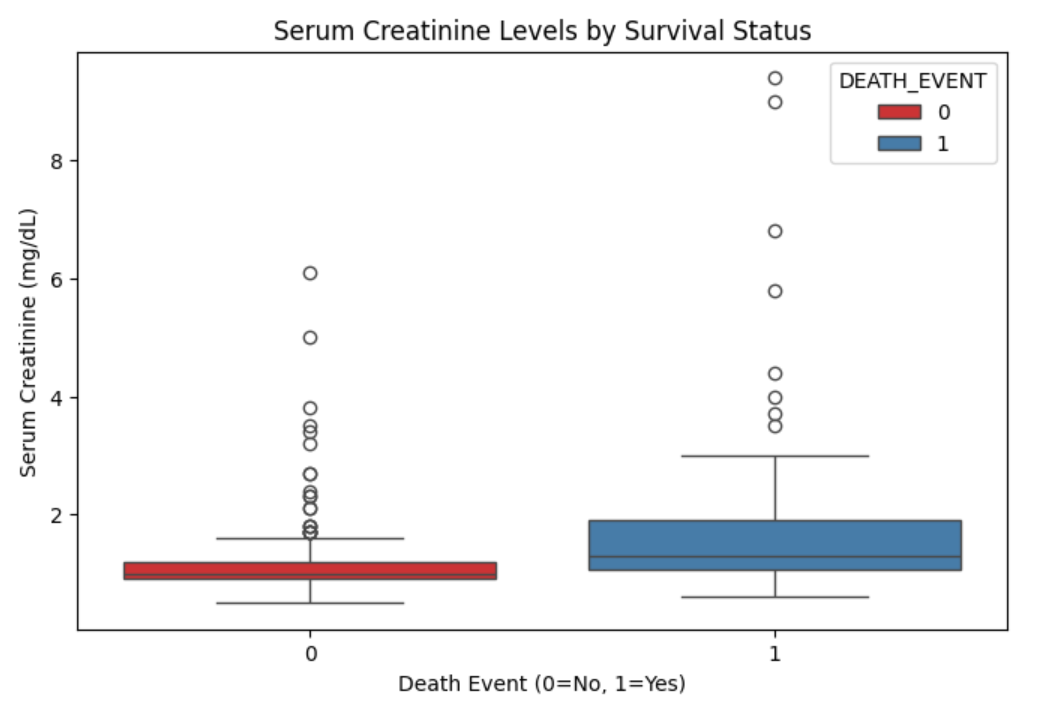 Serum Creatinine Levels by Survival Status
DEATH_EVENT
0
1
Serum Creatinine (mg/dL)
8
6
4
2
0
1
Death Event (0=No, 1=Yes)